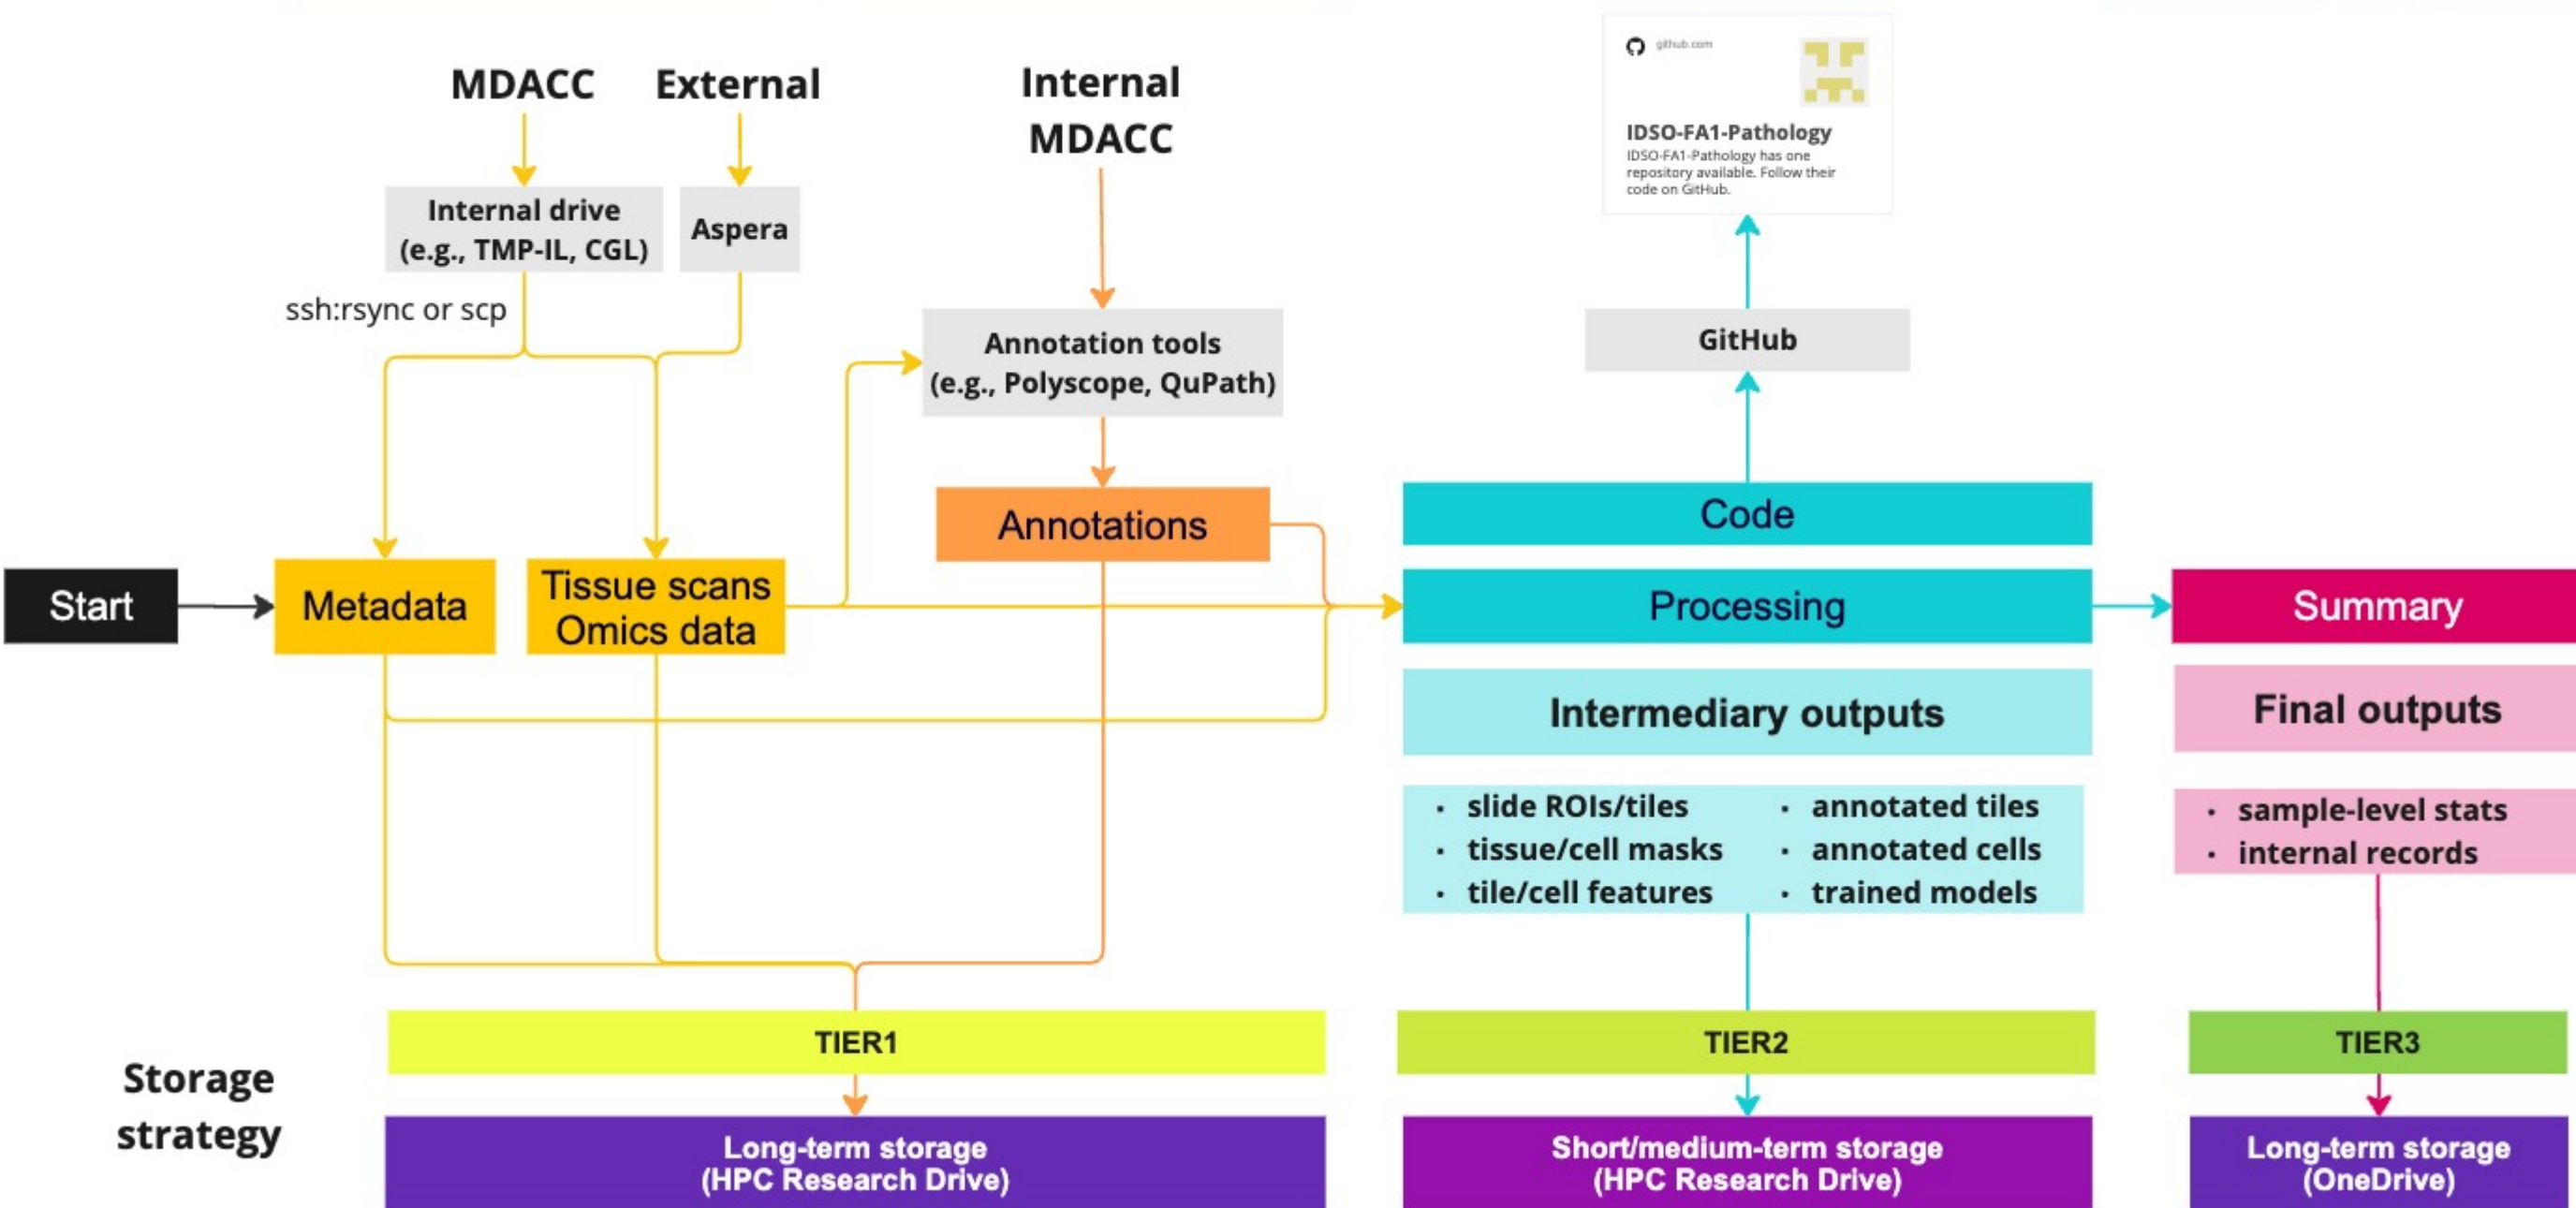 MDACC
External
Internal
MDACC
github.com
IDSO-FA1-Pathology
IDSO-FA1-Pathology has one
repository available. Follow their
code on GitHub.
Internal drive
(e.g., TMP-IL, CGL)
Aspera
ssh:rsync or scp
Annotation tools
(e.g., Polyscope, QuPath)
GitHub
Annotations
Code
Start
Metadata
Tissue scans
Omics data
Processing
Summary
Intermediary outputs
Final outputs
· slide ROIs/tiles
· tissue/cell masks
· tile/cell features
· annotated tiles
· annotated cells
· trained models
· sample-level stats
· internal records
Storage
strategy
TIER1
TIER2
TIER3
Long-term storage
(HPC Research Drive)
Short/medium-term storage
(HPC Research Drive)
Long-term storage
(OneDrive)